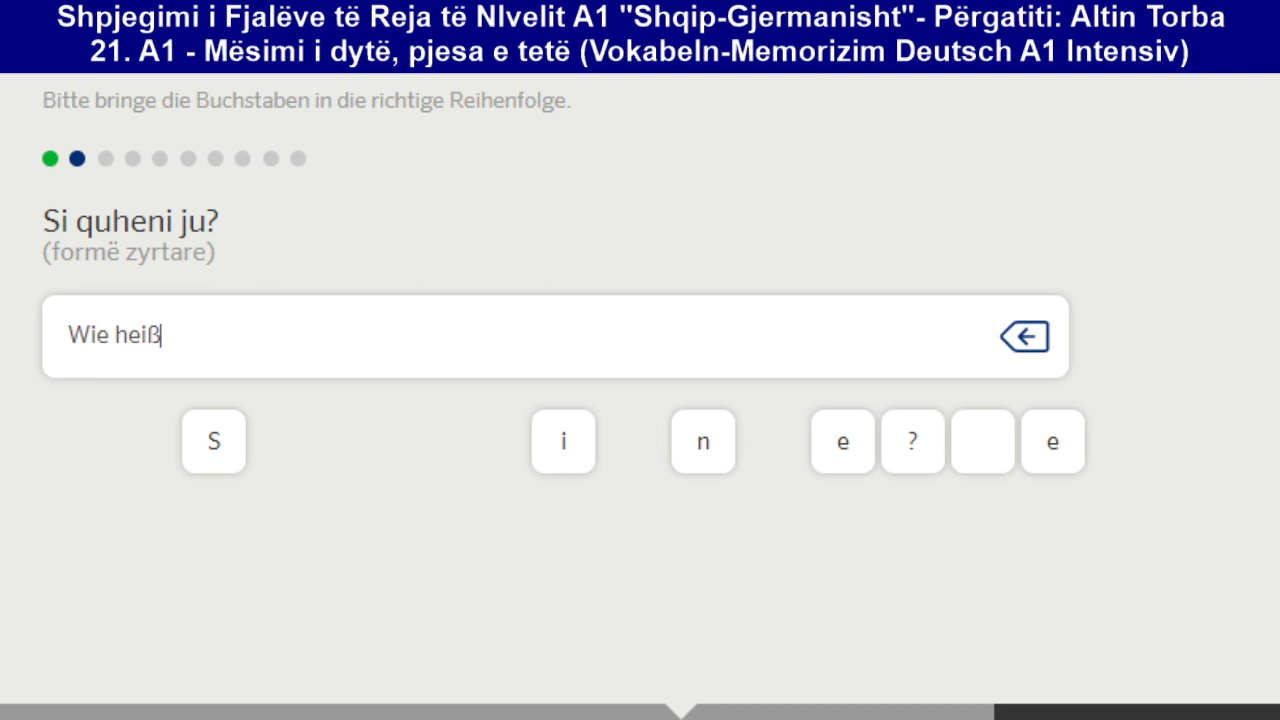 Shpjegimi i Fjalëve të Reja të NIvelit A1 "Shqip-Gjermanisht"- Përgatiti: Altin Torba
21. A1 - Mësimi i dytë, pjesa e tetë (Vokabeln-Memorizim Deutsch A1 Intensiv)
Bitte bringe die Buchstaben in die richtige Reihenfolge.
Si quheni ju?
(formë zyrtare)
Wie heiß
S i n e ? e